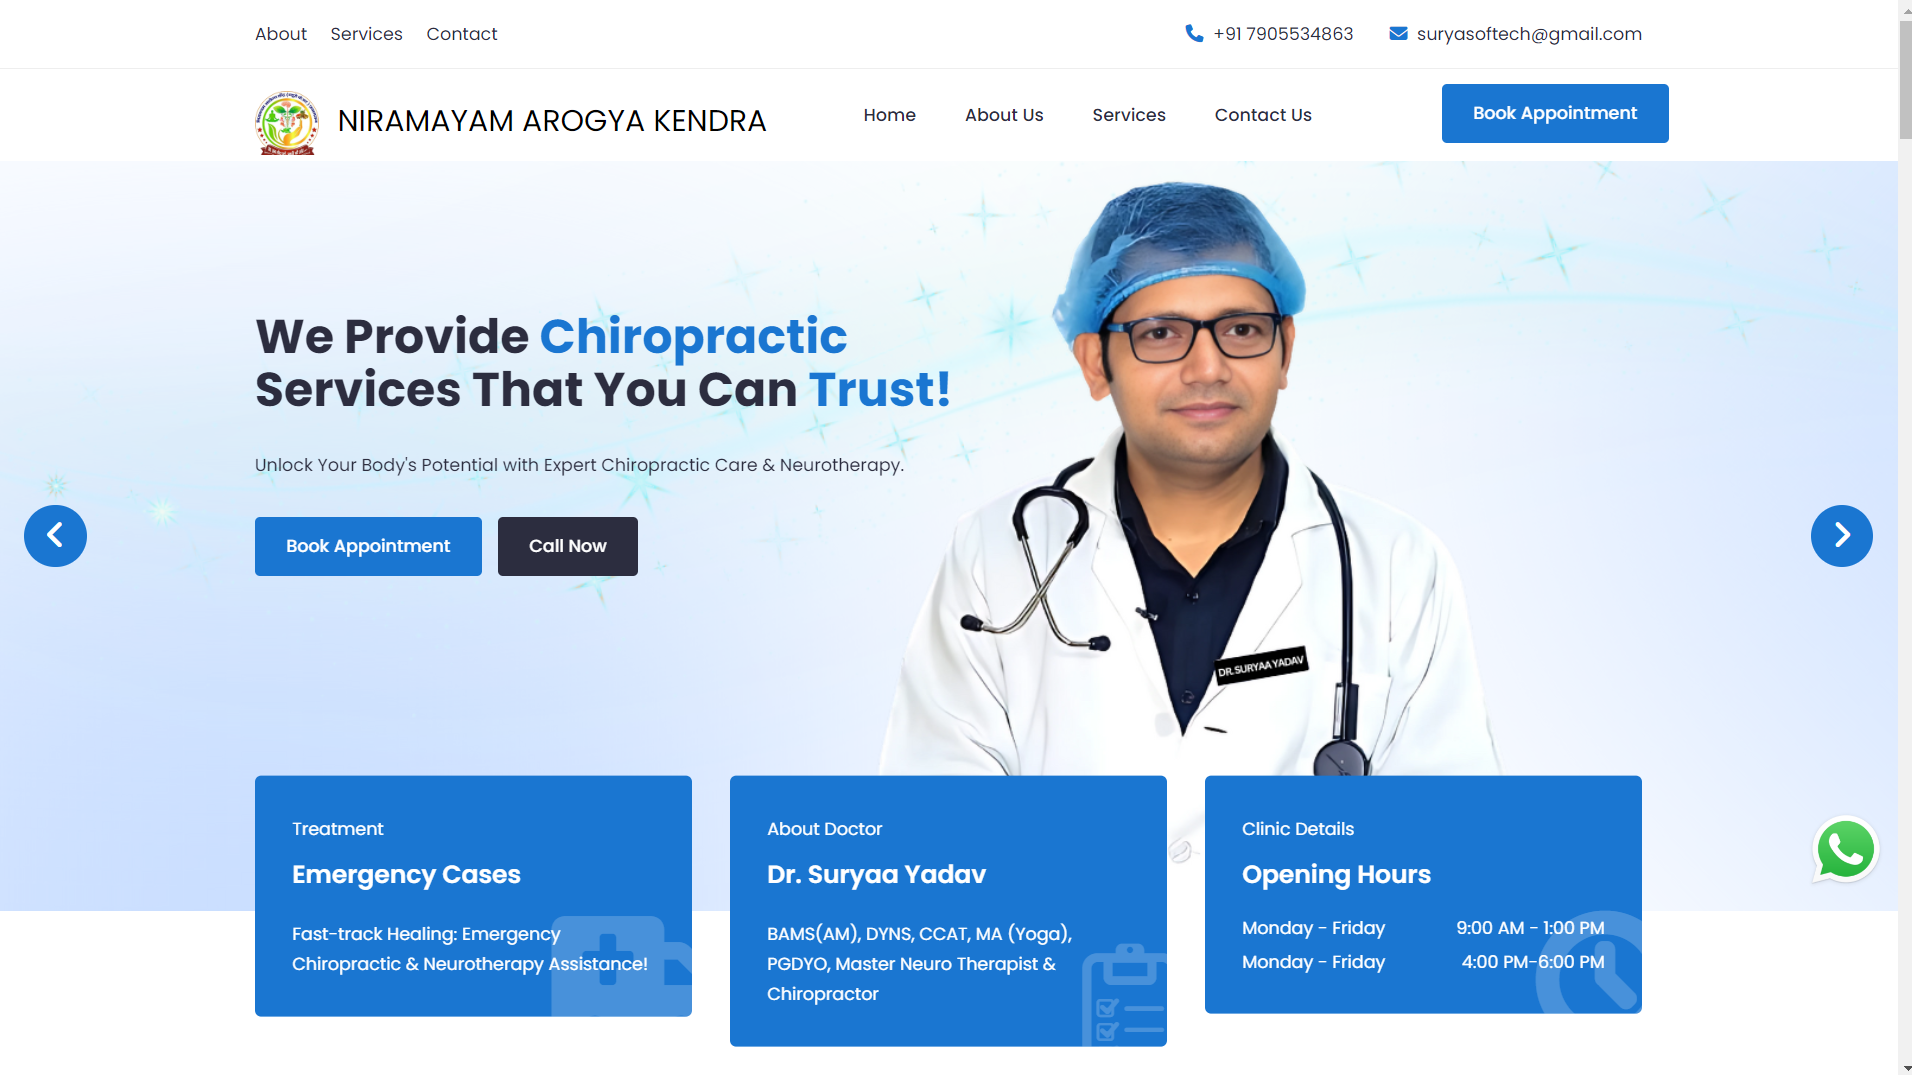 About Services Contact
+91 7905534863 suryasoftech@gmail.com
NIRAMAYAM AROGYA KENDRA
Home About Us Services Contact Us
Book Appointment
We Provide Chiropractic
Services That You Can Trust!
Unlock Your Body's Potential with Expert Chiropractic Care & Neurotherapy.
Book Appointment Call Now
DR.SURYAA YADAV
Treatment
Emergency Cases
Fast-track Healing: Emergency
Chiropractic & Neurotherapy Assistance!
About Doctor
Dr. Suryaa Yadav
BAMS(AM), DYNS, CCAT, MA (Yoga),
PGDYO, Master Neuro Therapist &
Chiropractor
Clinic Details
Opening Hours
Monday - Friday 9:00 AM - 1:00 PM
Monday - Friday 4:00 PM-6:00 PM